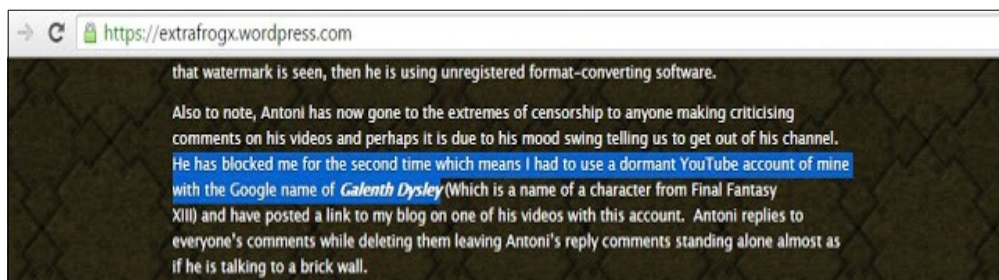 https://extrafrogx.wordpress.com
that watermark is seen, then he is using unregistered format-converting software.
Also to note, Antoni has now gone to the extremes of censorship to anyone making criticising
comments on his videos and perhaps it is due to his mood swing telling us to get out of his channel.
He has blocked me for the second time which means I had to use a dormant YouTube account of mine
with the Google name of Galenth Dysley (Which is a name of a character from Final Fantasy
XIII) and have posted a link to my blog on one of his videos with this account.  Antoni replies to
everyone's comments while deleting them leaving Antoni's reply comments standing alone almost as
if he is talking to a brick wall.